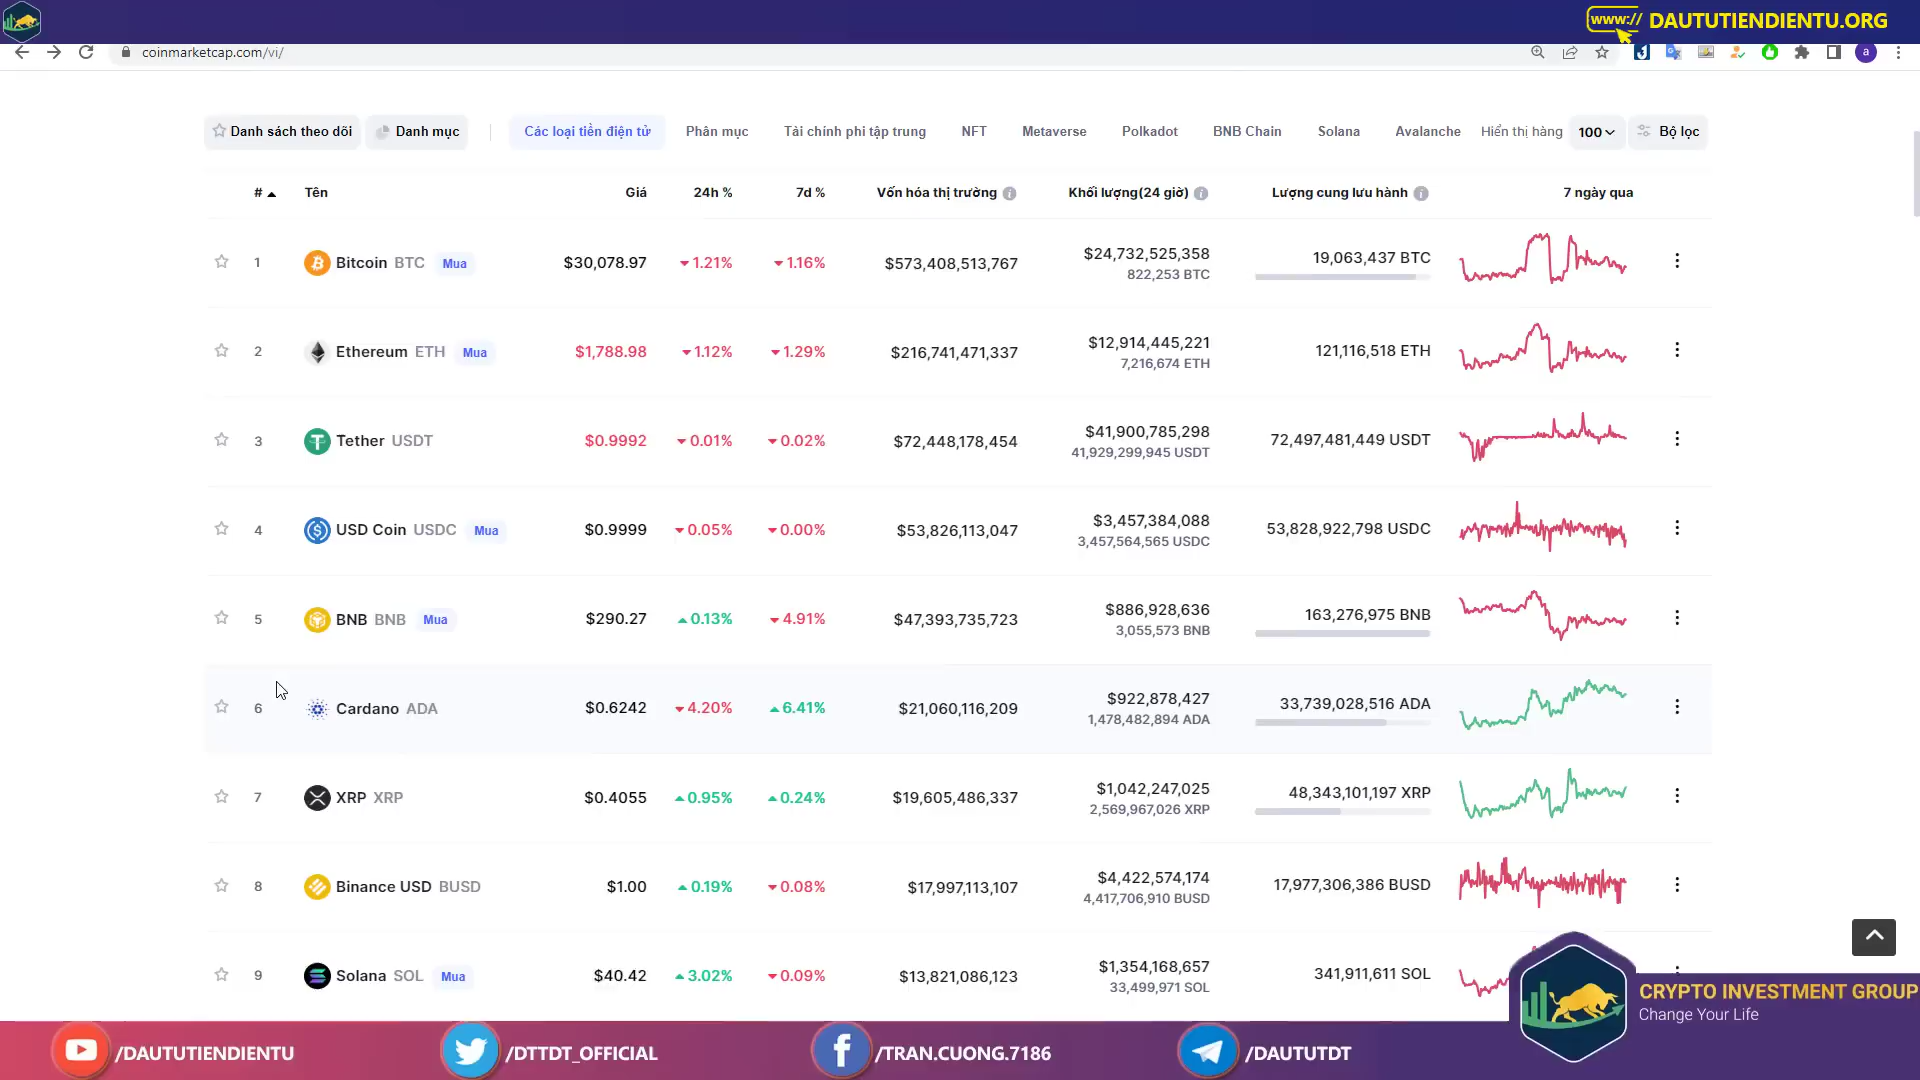 www:// DAUTUTIENDIENTU.ORG
coinmarketcap.com/vi/
a
Danh sách theo dõi Danh mục Các loại tiền điện tử Phân mục Tài chính phi tập trung NFT Metaverse Polkadot BNB Chain Solana Avalanche Hiển thị hàng 100 Bộ lọc
# Tên Giá 24h % 7d % Vốn hóa thị trường Khối lượng(24 giờ) Lượng cung lưu hành 7 ngày qua
1 Bitcoin BTC Mua $30,078.97 1.21% 1.16% $573,408,513,767 $24,732,525,358 19,063,437 BTC
822,253 BTC
2 Ethereum ETH Mua $1,788.98 1.12% 1.29% $216,741,471,337 $12,914,445,221 121,116,518 ETH
7,216,674 ETH
3 Tether USDT $0.9992 0.01% 0.02% $72,448,178,454 $41,900,785,298 72,497,481,449 USDT
41,929,299,945 USDT
4 USD Coin USDC Mua $0.9999 0.05% 0.00% $53,826,113,047 $3,457,384,088 53,828,922,798 USDC
3,457,564,565 USDC
5 BNB BNB Mua $290.27 0.13% 4.91% $47,393,735,723 $886,928,636 163,276,975 BNB
3,055,573 BNB
6 Cardano ADA $0.6242 4.20% 6.41% $21,060,116,209 $922,878,427 33,739,028,516 ADA
1,478,482,894 ADA
7 XRP XRP $0.4055 0.95% 0.24% $19,605,486,337 $1,042,247,025 48,343,101,197 XRP
2,569,967,026 XRP
8 Binance USD BUSD $1.00 0.19% 0.08% $17,997,113,107 $4,422,574,174 17,977,306,386 BUSD
4,417,706,910 BUSD
9 Solana SOL Mua $40.42 3.02% 0.09% $13,821,086,123 $1,354,168,657 341,911,611 SOL
33,499,971 SOL
CRYPTO INVESTMENT GROUP
Change Your Life
/DAUTUTIENDIENTU /DTTDT_OFFICIAL /TRAN.CUONG.7186 /DAUTUTDT